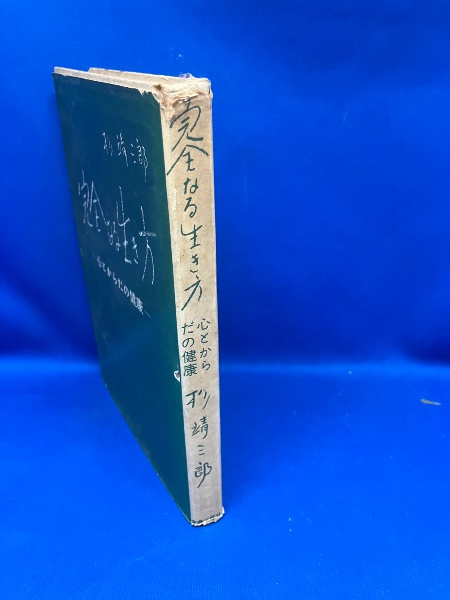 杉靖三郎
完全なる生き方
心とからだの健康
完全なる生き方
心とから
だの健康
杉靖三郎